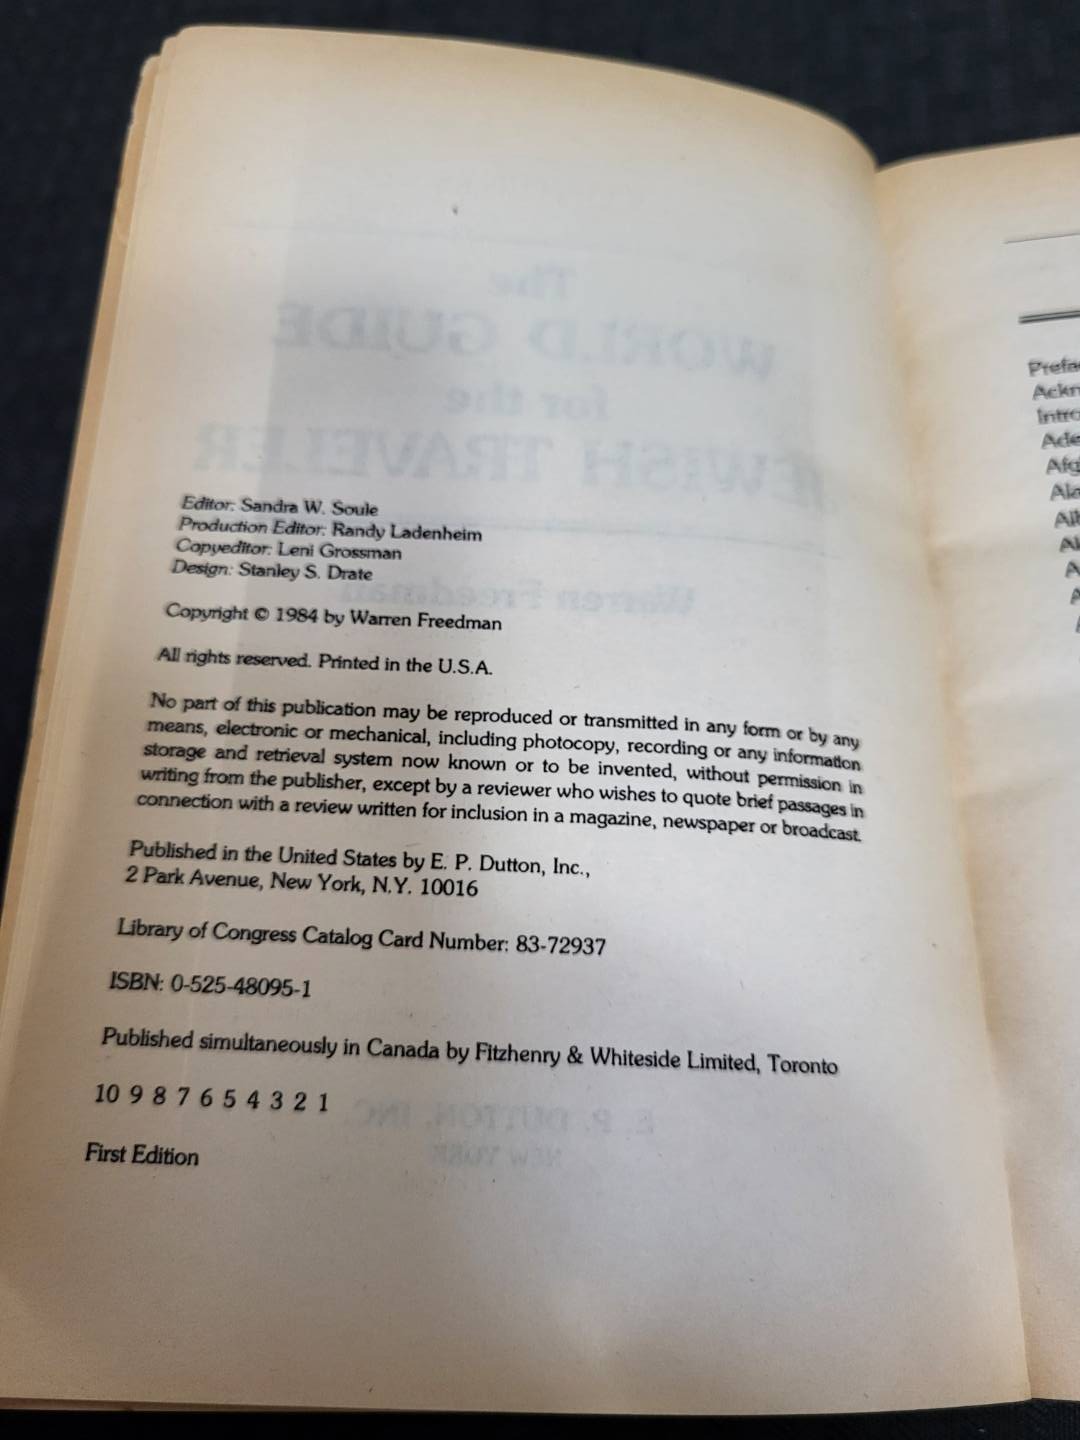 Editor: Sandra W. Soule
Production Editor: Randy Ladenheim
Copyeditor: Leni Grossman
Design: Stanley S. Drate
Copyright © 1984 by Warren Freedman
All rights reserved. Printed in the U.S.A.
No part of this publication may be reproduced or transmitted in any form or by any
means, electronic or mechanical, including photocopy, recording or any information
storage and retrieval system now known or to be invented, without permission in
writing from the publisher, except by a reviewer who wishes to quote brief passages in
connection with a review written for inclusion in a magazine, newspaper or broadcast.
Published in the United States by E. P. Dutton, Inc.,
2 Park Avenue, New York, N.Y. 10016
Library of Congress Catalog Card Number: 83-72937
ISBN: 0-525-48095-1
Published simultaneously in Canada by Fitzhenry & Whiteside Limited, Toronto
10 9 8 7 6 5 4 3 2 1
First Edition